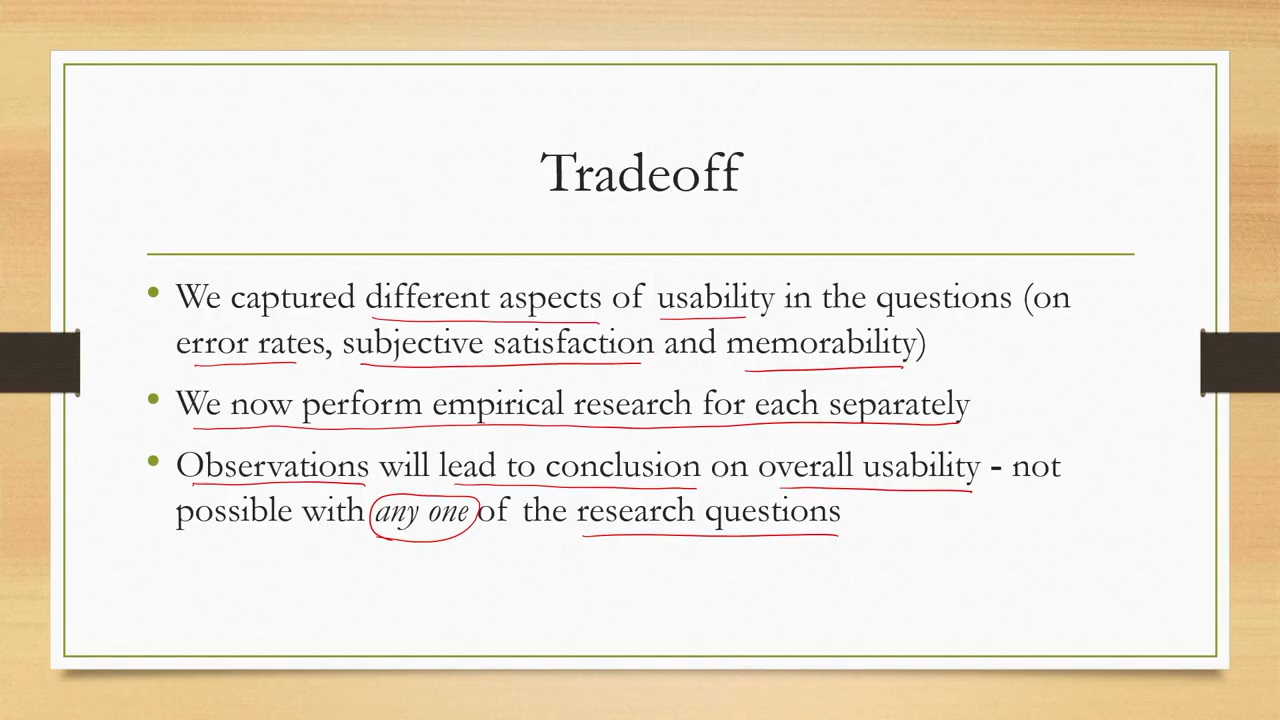 Tradeoff
• We captured different aspects of usability in the questions (on
error rates, subjective satisfaction and memorability)
• We now perform empirical research for each separately
• Observations will lead to conclusion on overall usability - not
possible with any one of the research questions